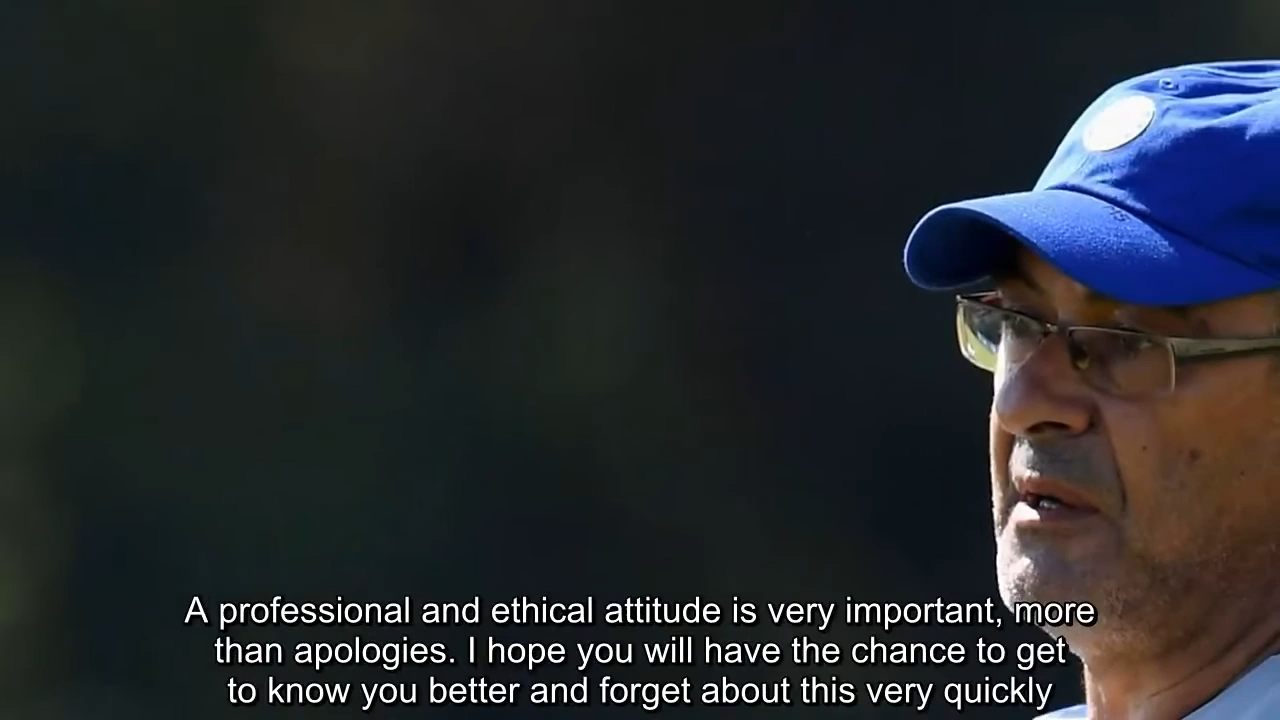 A professional and ethical attitude is very important, more
than apologies. I hope you will have the chance to get
to know you better and forget about this very quickly